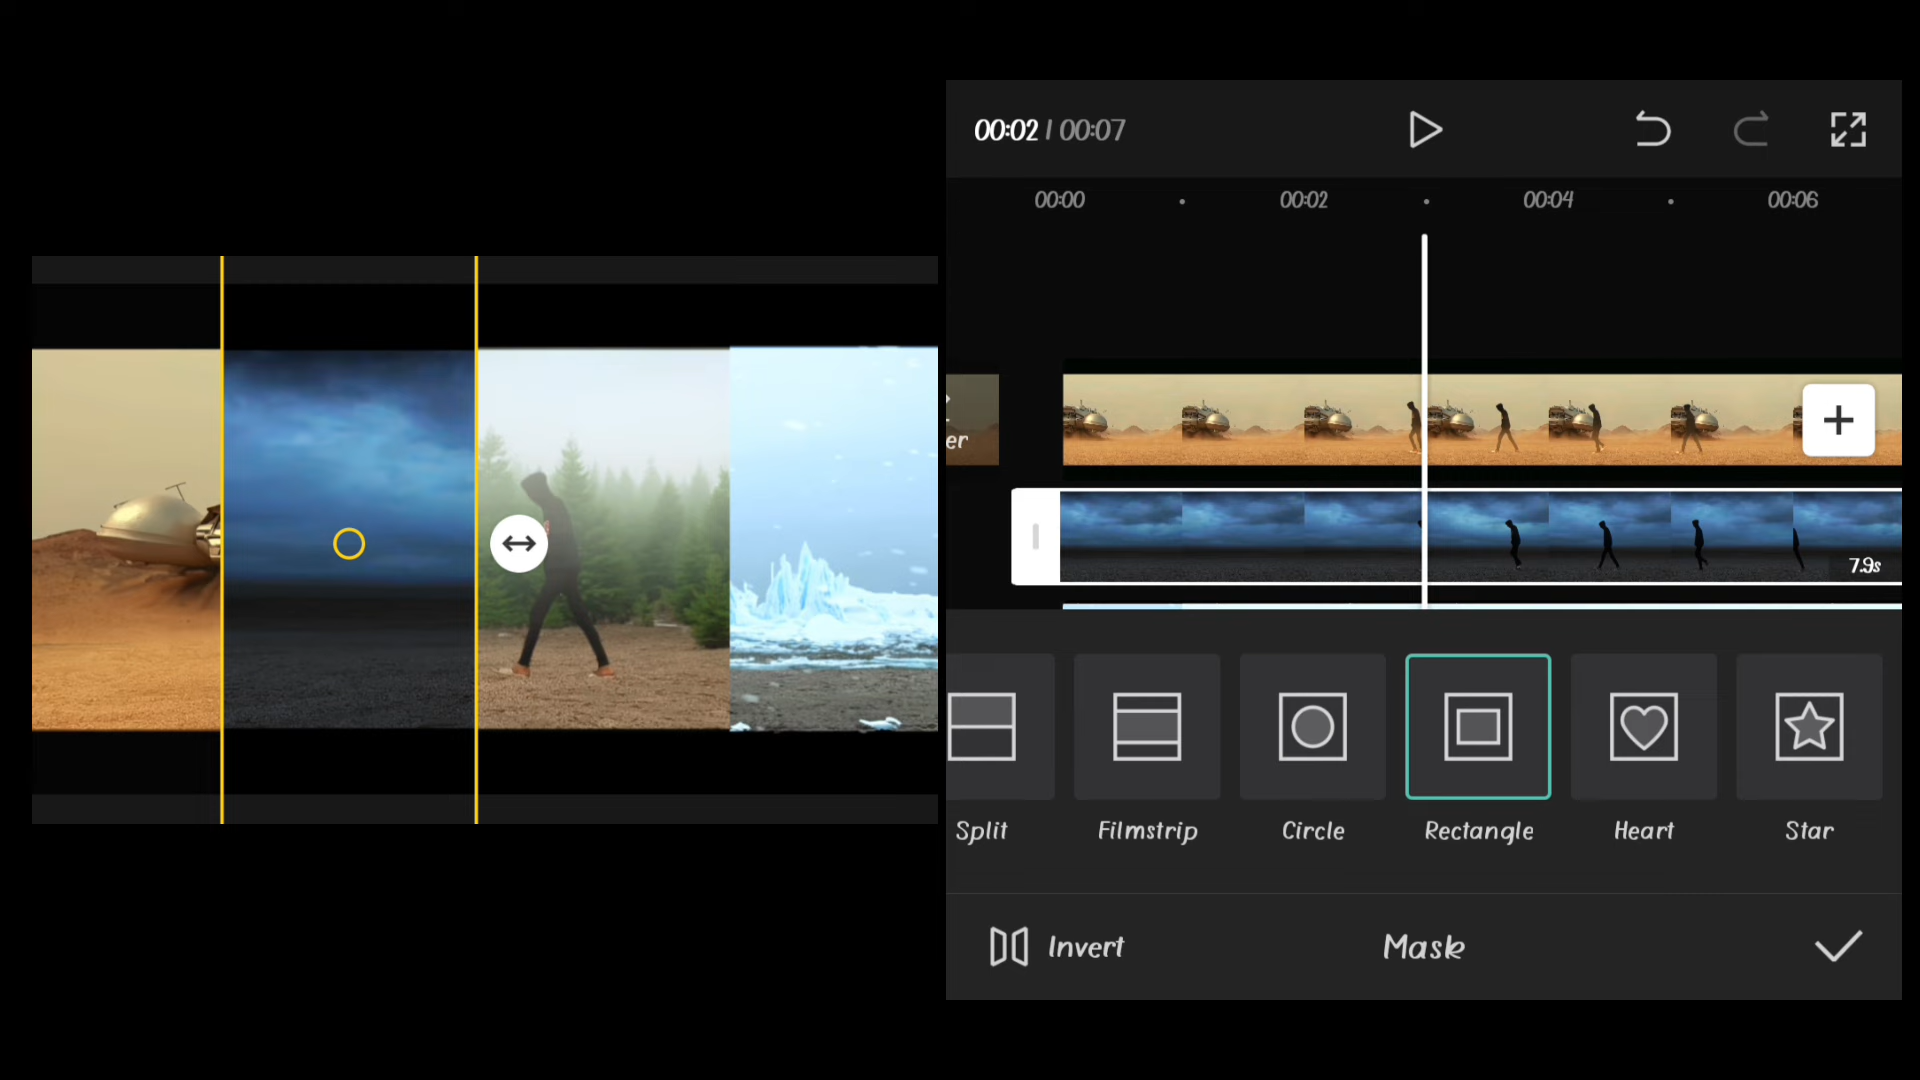 00:02 / 00:07
00:00 00:02 00:04 00:06
er
7.9s
Split Filmstrip Circle Rectangle Heart Star
Invert Mask